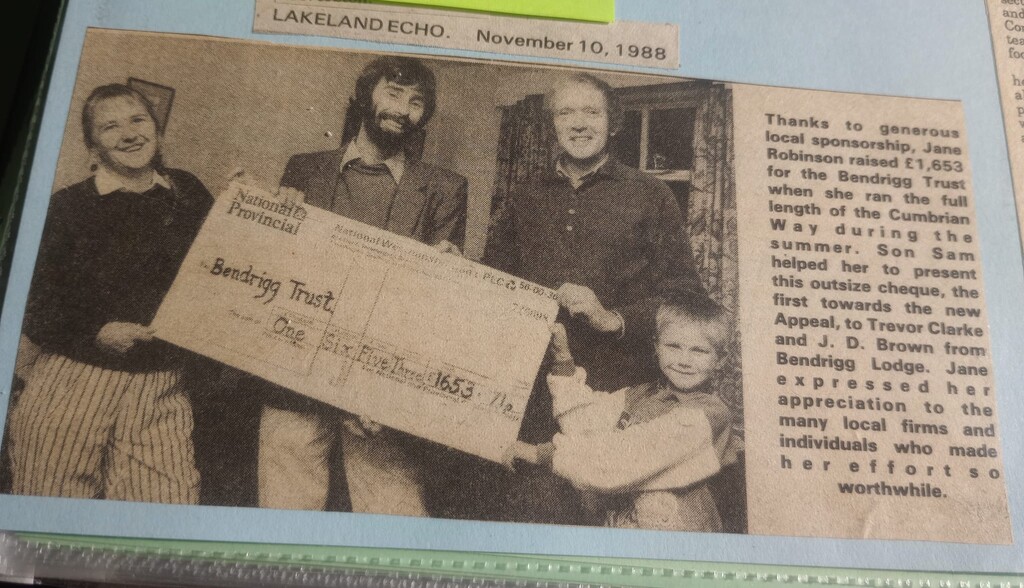 LAKELAND ECHO. November 10, 1988
National
Provincial
Bendrigg Trust.
One Six Five Three £1653 . 71p
Thanks to generous
local sponsorship, Jane
Robinson raised £1,653
for the Bendrigg Trust
when she ran the full
length of the Cumbrian
Way during the
summer. Son Sam
helped her to present
this outsize cheque, the
first towards the new
Appeal, to Trevor Clarke
and J. D. Brown from
Bendrigg Lodge. Jane
expressed her
appreciation to the
many local firms and
individuals who made
her effort so
worthwhile.